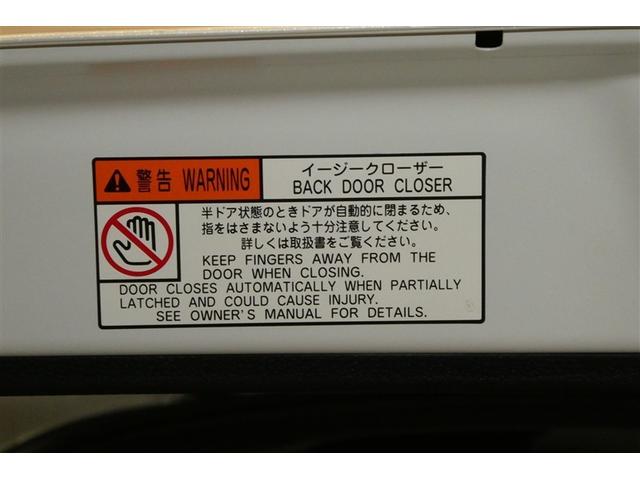 警告 WARNING
イージークローザー
BACK DOOR CLOSER
半ドア状態のときドアが自動的に閉まるため、
指をはさまないよう十分注意してください。
詳しくは取扱書をご覧ください。
KEEP FINGERS AWAY FROM THE
DOOR WHEN CLOSING.
DOOR CLOSES AUTOMATICALLY WHEN PARTIALLY
LATCHED AND COULD CAUSE INJURY.
SEE OWNER'S MANUAL FOR DETAILS.